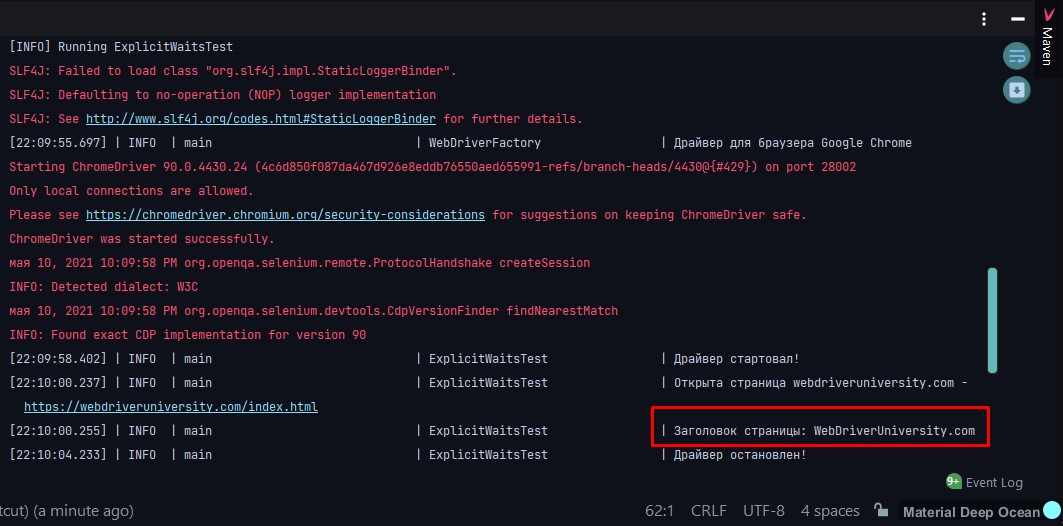 Maven
[INFO] Running ExplicitWaitsTest
SLF4J: Failed to load class "org.slf4j.impl.StaticLoggerBinder".
SLF4J: Defaulting to no-operation (NOP) logger implementation
SLF4J: See http://www.slf4j.org/codes.html#StaticLoggerBinder for further details.
[22:09:55.697] | INFO | main | WebDriverFactory | Драйвер для браузера Google Chrome
Starting ChromeDriver 90.0.4430.24 (4c6d850f087da467d926e8eddb76550aed655991-refs/branch-heads/4430@{#429}) on port 28002
Only local connections are allowed.
Please see https://chromedriver.chromium.org/security-considerations for suggestions on keeping ChromeDriver safe.
ChromeDriver was started successfully.
мая 10, 2021 10:09:58 PM org.openqa.selenium.remote.ProtocolHandshake createSession
INFO: Detected dialect: W3C
мая 10, 2021 10:09:58 PM org.openqa.selenium.devtools.CdpVersionFinder findNearestMatch
INFO: Found exact CDP implementation for version 90
[22:09:58.402] | INFO | main | ExplicitWaitsTest | Драйвер стартовал!
[22:10:00.237] | INFO | main | ExplicitWaitsTest | Открыта страница webdriveruniversity.com -
https://webdriveruniversity.com/index.html
[22:10:00.255] | INFO | main | ExplicitWaitsTest | Заголовок страницы: WebDriverUniversity.com
[22:10:04.233] | INFO | main | ExplicitWaitsTest | Драйвер остановлен!
9+ Event Log
tcut) (a minute ago) 62:1 CRLF UTF-8 4 spaces Material Deep Ocean